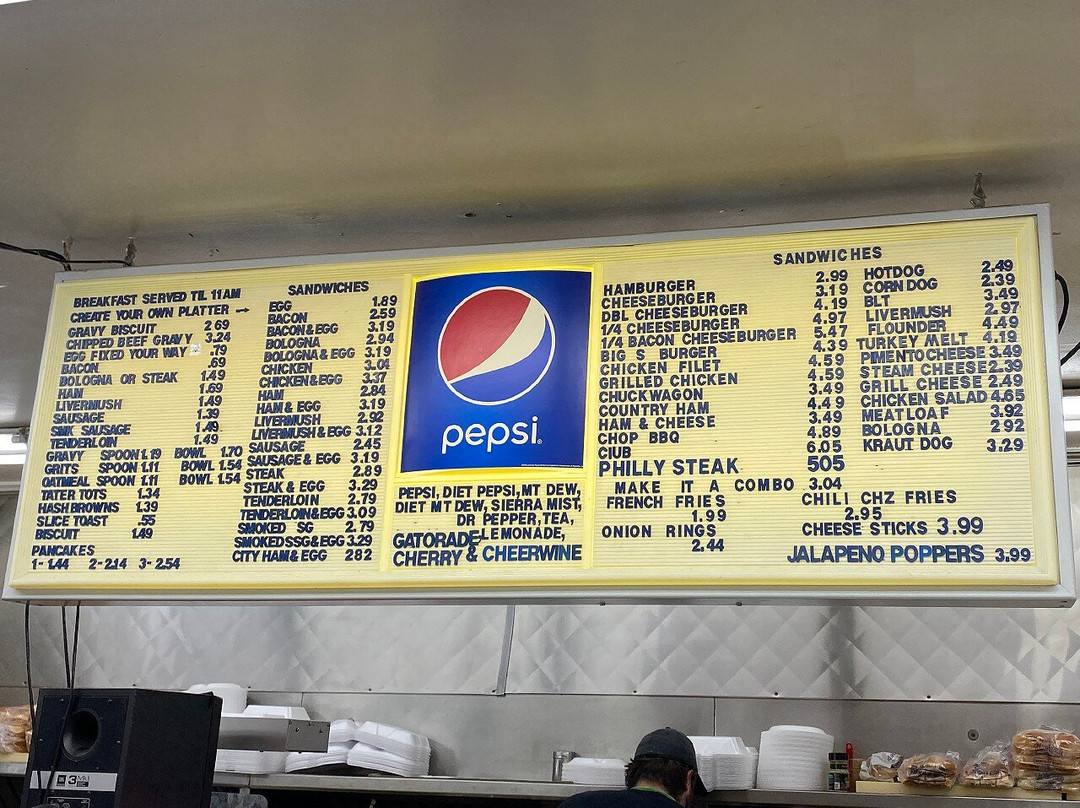 BREAKFAST SERVED TIL 11AM
CREATE YOUR OWN PLATTER →
GRAVY BISCUIT 2 69
CHIPPED BEEF GRAVY 3.24
EGG FIXED YOUR WAY .79
BACON .69
BOLOGNA OR STEAK 1.49
HAM 1.69
LIVERMUSH 1.49
SAUSAGE 1.39
SMK SAUSAGE 1.49
TENDERLOIN 1.49
GRAVY SPOON 1.19 BOWL 1.70
GRITS SPOON 1.11 BOWL 1.54
OATMEAL SPOON 1.11 BOWL 1.54
TATER TOTS 1.34
HASHBROWNS 1.39
SLICE TOAST .55
BISCUIT 1.49
PANCAKES
1- 1.44 2-2.14 3- 2.54
SANDWICHES
EGG 1.89
BACON 2.59
BACON & EGG 3.19
BOLOGNA 2.94
BOLOGNA & EGG 3.19
CHICKEN 3.04
CHICKEN & EGG 3.37
HAM 2.84
HAM & EGG 3.19
LIVERMUSH 2.92
LIVERMUSH & EGG 3.12
SAUSAGE 2.45
SAUSAGE & EGG 3.19
STEAK 2.89
STEAK & EGG 3.29
TENDERLOIN 2.79
TENDERLOIN & EGG 3.09
SMOKED SG 2.79
SMOKED SSG & EGG 3.29
CITY HAM & EGG 282
pepsi
PEPSI, DIET PEPSI, MT DEW,
DIET MT DEW, SIERRA MIST,
DR PEPPER, TEA,
GATORADE, LEMONADE,
CHERRY & CHEERWINE
SANDWICHES
HAMBURGER 2.99
CHEESEBURGER 3.19
DBL CHEESEBURGER 4.19
1/4 CHEESEBURGER 4.97
1/4 BACON CHEESEBURGER 5.47
BIG S BURGER 4.39
CHICKEN FILET 4.59
GRILLED CHICKEN 4.59
CHUCKWAGON 3.49
COUNTRY HAM 4.49
HAM & CHEESE 3.49
CHOP BBQ 4.89
CIUB 6.05
PHILLY STEAK 505
MAKE IT A COMBO 3.04
FRENCH FRIES
1.99
ONION RINGS
2.44
HOTDOG 2.49
CORN DOG 2.39
BLT 3.49
LIVERMUSH 2.97
FLOUNDER 4.49
TURKEY MELT 4.19
PIMENTO CHEESE 3.49
STEAM CHEESE 2.39
GRILL CHEESE 2.49
CHICKEN SALAD 4.65
MEATLOAF 3.92
BOLOGNA 2 92
KRAUT DOG 3.29
CHILI CHZ FRIES
2.95
CHEESE STICKS 3.99
JALAPENO POPPERS 3.99
JBL